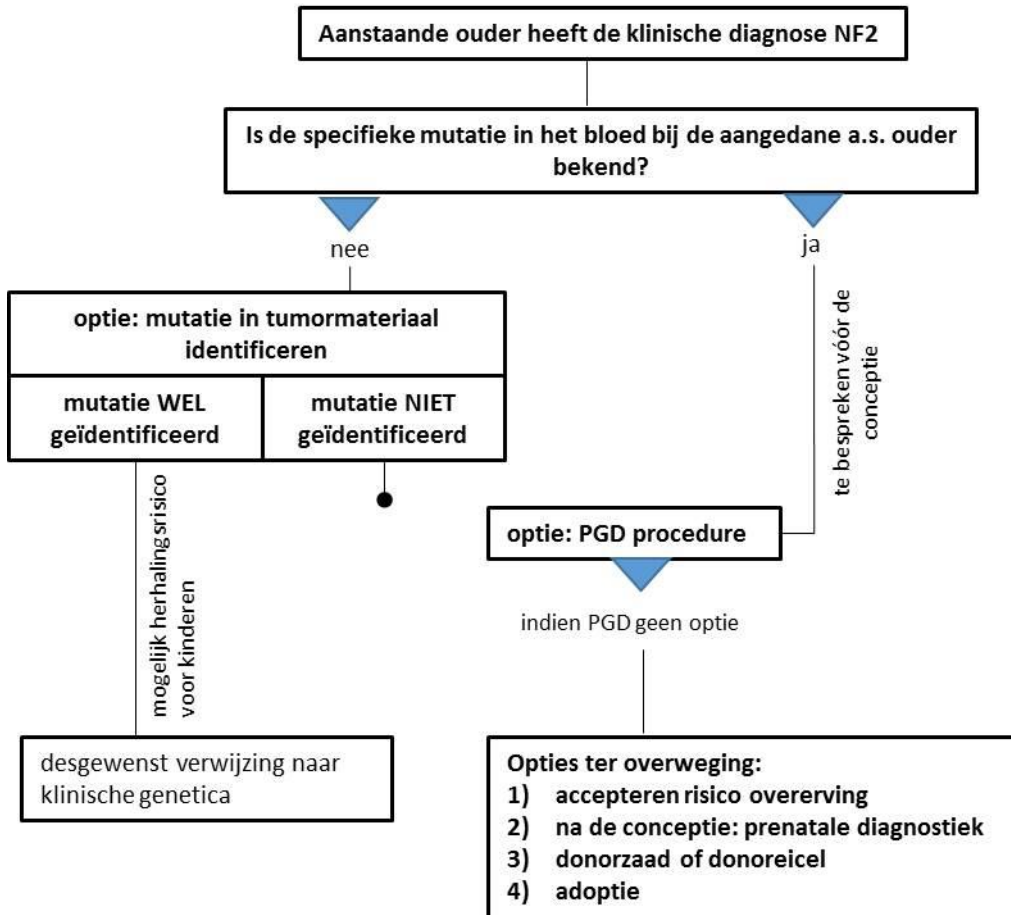 Aanstaande ouder heeft de klinische diagnose NF2
Is de specifieke mutatie in het bloed bij de aangedane a.s. ouder
bekend?
nee
ja
optie: mutatie in tumormateriaal
identificeren
mutatie WEL
geïdentificeerd
mutatie NIET
geïdentificeerd
te bespreken vóór de
conceptie
mogelijk herhalingsrisico
voor kinderen
optie: PGD procedure
indien PGD geen optie
desgewenst verwijzing naar
klinische genetica
Opties ter overweging:
1) accepteren risico overerving
2) na de conceptie: prenatale diagnostiek
3) donorzaad of donoreicel
4) adoptie